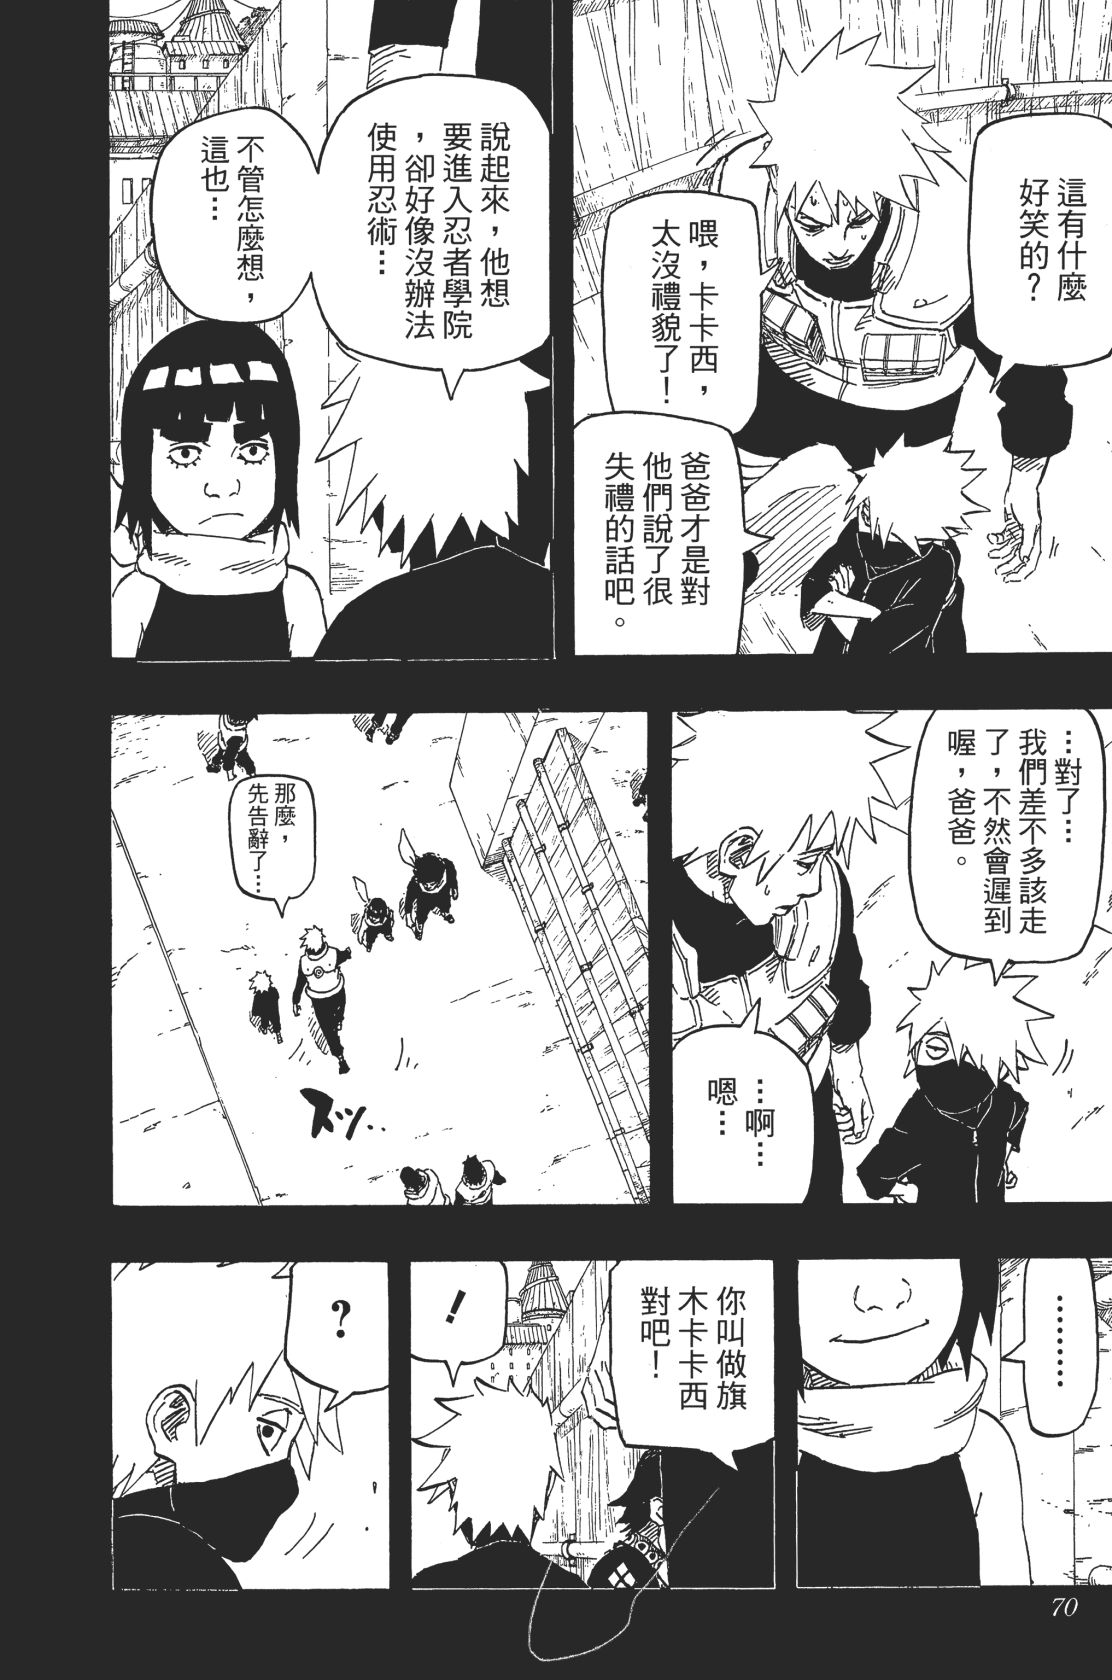 這有什麼
好笑的？
喂，卡卡西，
太沒禮貌了！
爸爸才是對
他們說了很
失禮的話吧。
說起來，他想
要進入忍者學院
，卻好像沒辦法
使用忍術…
不管怎麼想，
這也…
…對了…
我們差不多該走
了，不然會遲到
喔，爸爸。
…啊…
嗯…
那麼，
先告辭了…
ズッ‥
………
你叫做旗
木卡卡西
對吧！
！
？
70